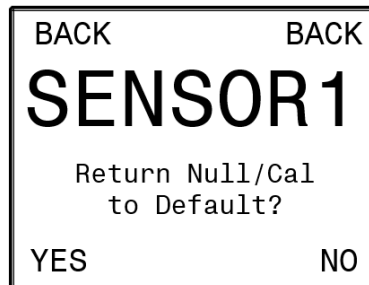 BACK BACK
SENSOR1
Return Null/Cal
to Default?
YES NO